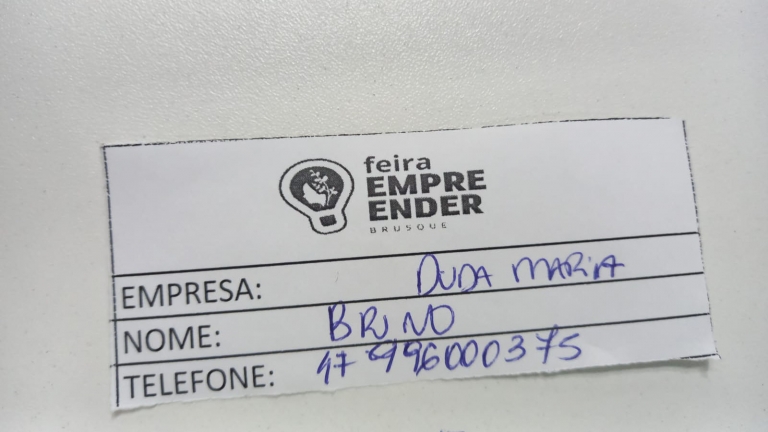 feira
EMPRE
ENDER
BRUSQUE
EMPRESA: DUDA MARIA
NOME: BRUNO
TELEFONE: 47 996000375